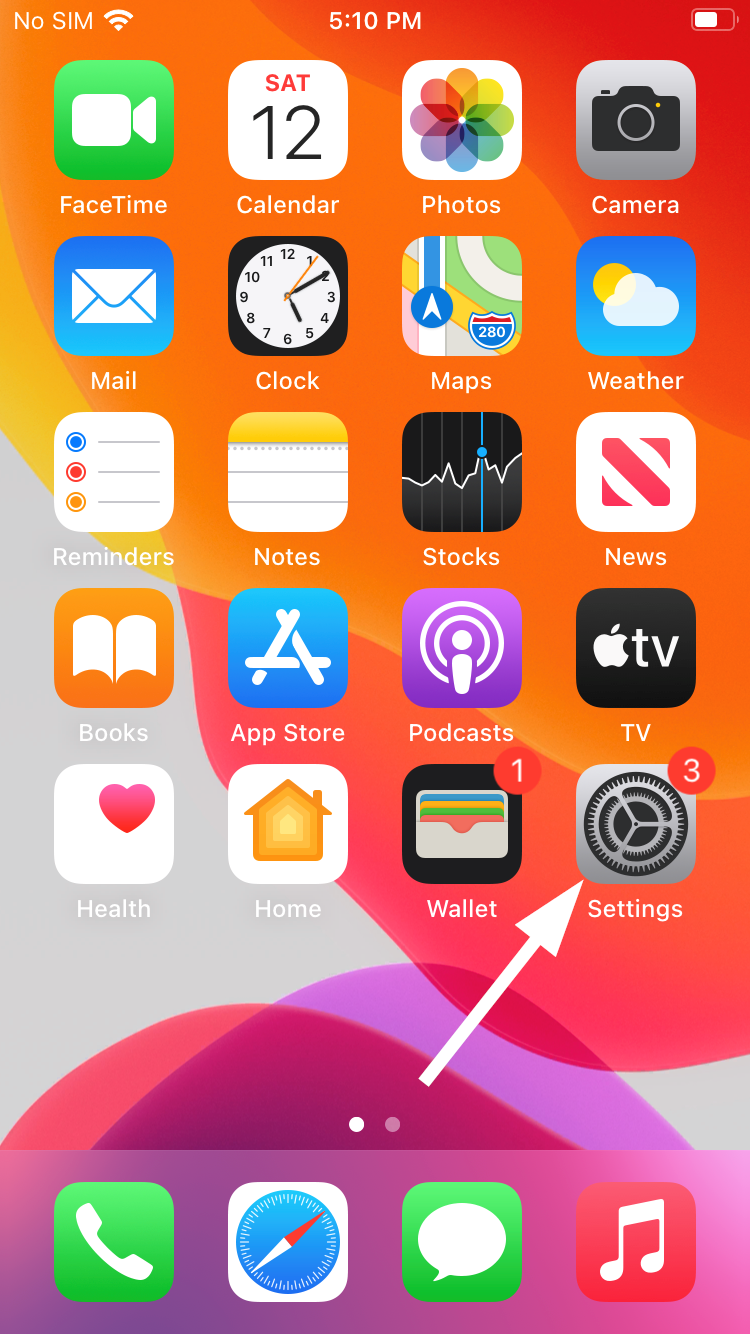 No SIM 5:10 PM
SAT
12
FaceTime Calendar Photos Camera
12
11 1
10 2
9 3
8 4
7 5
6
280
Mail Clock Maps Weather
Reminders Notes Stocks News
tv
Books App Store Podcasts TV
1 3
Health Home Wallet Settings